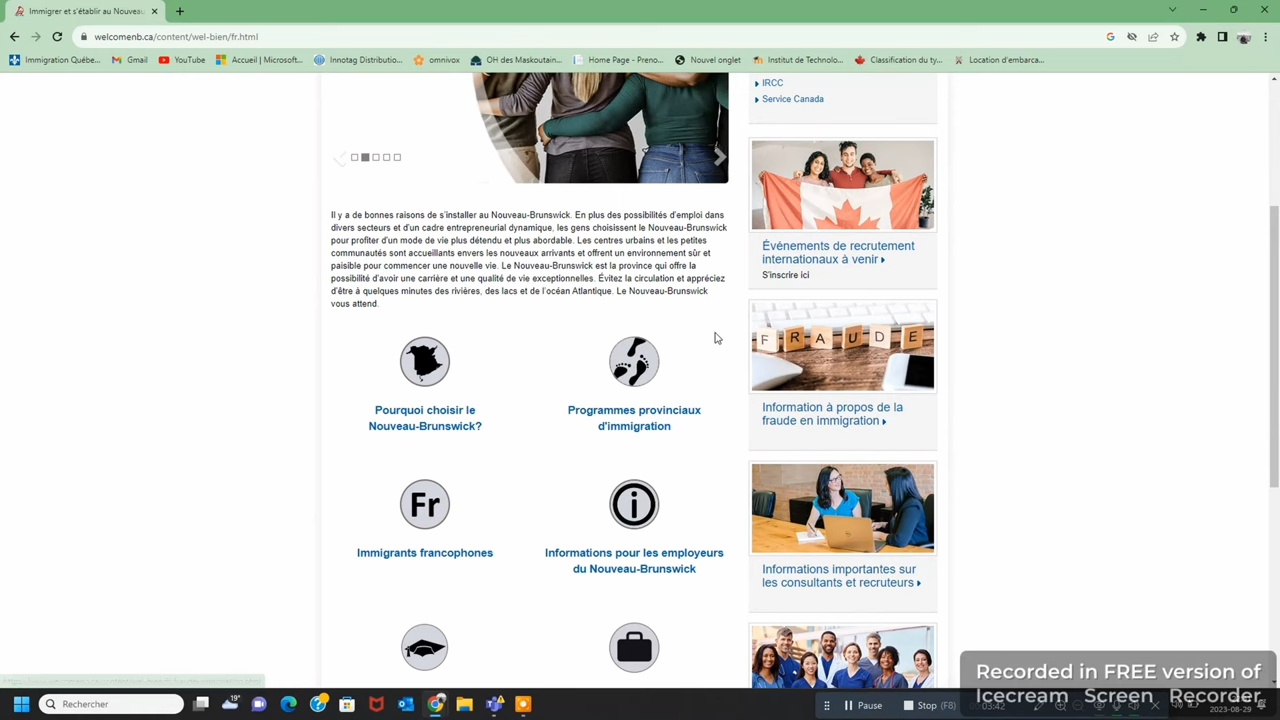 Immigrer et s'établir au Nouveau
welcomenb.ca/content/wel-bien/fr.html
Immigration Québe...
Gmail
YouTube
Accueil | Microsoft...
Innotag Distributio...
omnivox
OH des Maskoutain...
Home Page - Preno...
Nouvel onglet
Institut de Technolo...
Classification du ty...
Location d'embarca...
IRCC
Service Canada
Il y a de bonnes raisons de s'installer au Nouveau-Brunswick. En plus des possibilités d'emploi dans
divers secteurs et d'un cadre entrepreneurial dynamique, les gens choisissent le Nouveau-Brunswick
pour profiter d'un mode de vie plus détendu et plus abordable. Les centres urbains et les petites
communautés sont accueillants envers les nouveaux arrivants et offrent un environnement sûr et
paisible pour commencer une nouvelle vie. Le Nouveau-Brunswick est la province qui offre la
possibilité d'avoir une carrière et une qualité de vie exceptionnelles. Évitez la circulation et appréciez
d'être à quelques minutes des rivières, des lacs et de l'océan Atlantique. Le Nouveau-Brunswick
vous attend.
Événements de recrutement
internationaux à venir
S'inscrire ici
FRAUDE
Information à propos de la
fraude en immigration
Pourquoi choisir le
Nouveau-Brunswick?
Programmes provinciaux
d'immigration
Fr
Immigrants francophones
i
Informations pour les employeurs
du Nouveau-Brunswick
Informations importantes sur
les consultants et recruteurs
Recorded in FREE version of
Icecream Screen Recorder
Rechercher
19°
Pause
Stop (F8)
03:42
2023-08-29